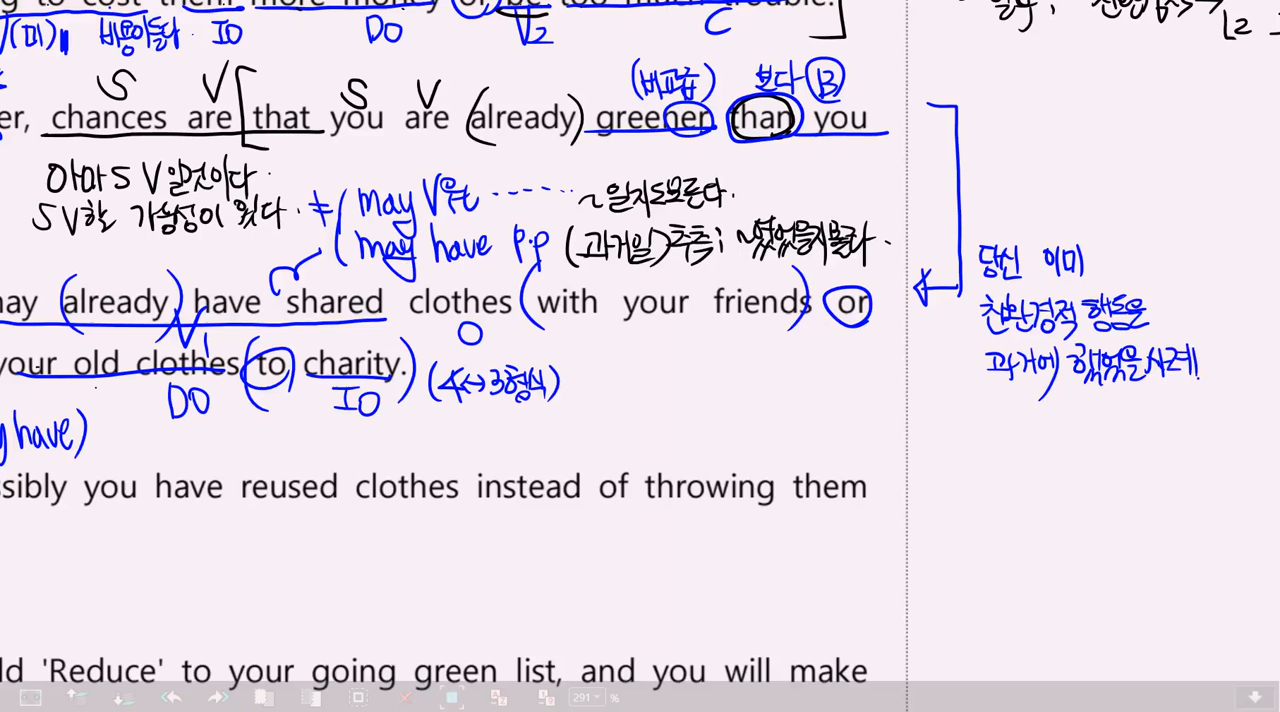 to cost them more money or be too much trouble.
(미) 비용이들다 IO DO V2 C
S V S V (비교급) 보다 B
er, chances are that you are (already) greener than you
아마 S V 일것이다.
S V할 가능성이 있다. may V원 ······ ~일지도모른다.
may have p.p (과거일) 추측; ~였었을지몰라.
당신 이미
친환경적 행동을
과거에 했었을 사례!
may (already) have shared clothes (with your friends) or
O
your old clothes (to charity.) (4↔3형식)
DO IO
have)
ssibly you have reused clothes instead of throwing them
ld 'Reduce' to your going green list, and you will make
291 %